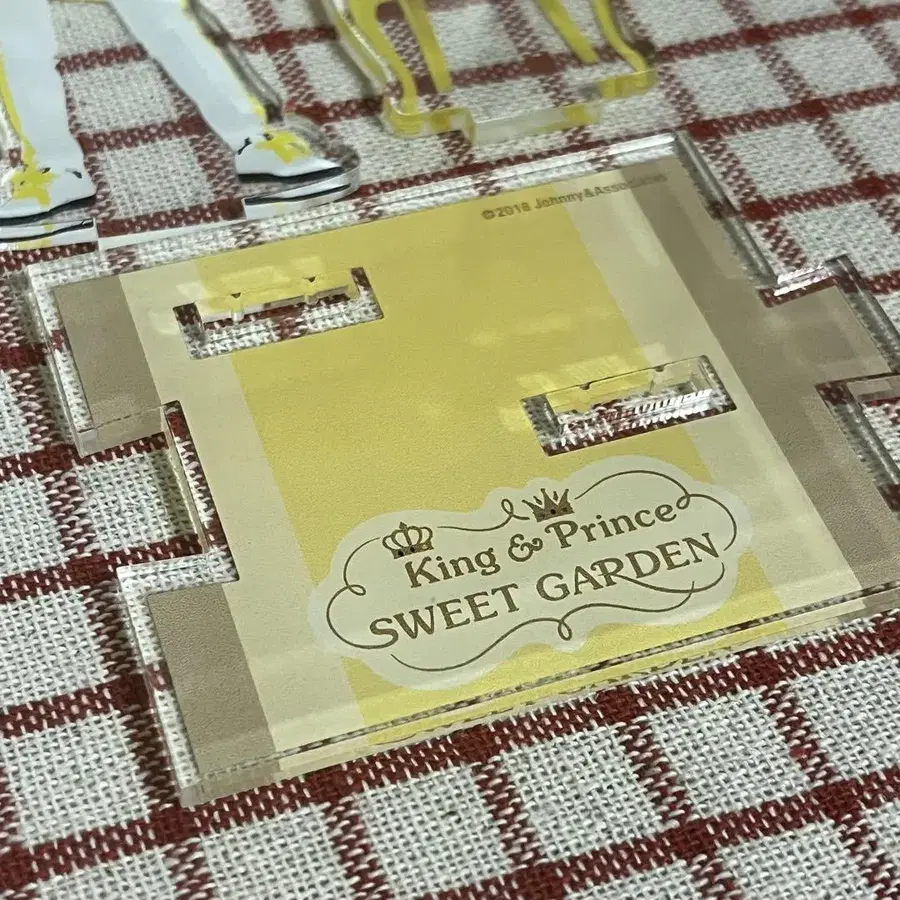 ©2018 Johnny&Associates
King & Prince
SWEET GARDEN